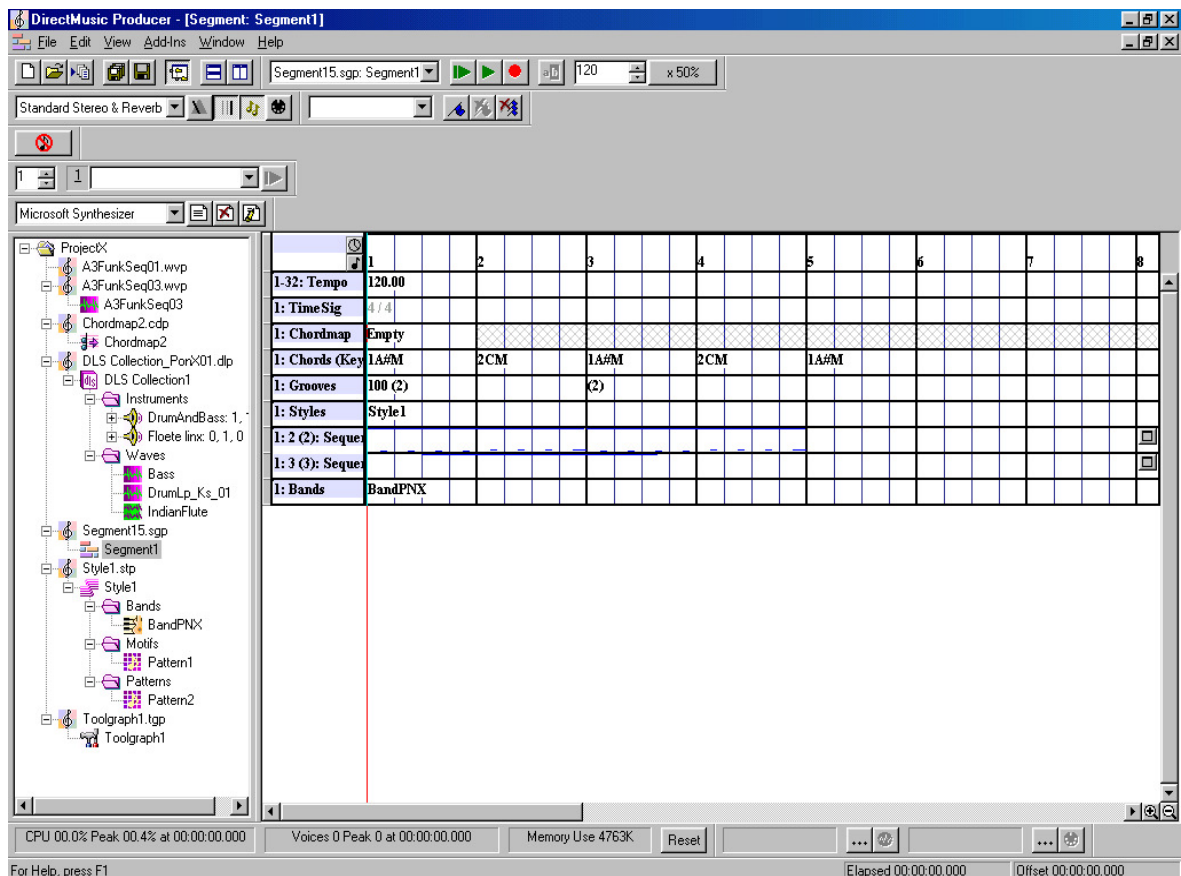 DirectMusic Producer - [Segment: Segment1]
File Edit View Add-Ins Window Help
Segment15.sgp: Segment1 120 x 50%
Standard Stereo & Reverb
1 1
Microsoft Synthesizer
ProjectX
A3FunkSeq01.wvp
A3FunkSeq03.wvp
A3FunkSeq03
Chordmap2.cdp
Chordmap2
DLS Collection_PorX01.dlp
dls DLS Collection1
Instruments
DrumAndBass: 1,
Floete linx: 0, 1, 0
Waves
Bass
DrumLp_Ks_01
IndianFlute
Segment15.sgp
Segment1
Style1.stp
Style1
Bands
BandPNX
Motifs
Pattern1
Patterns
Pattern2
Toolgraph1.tgp
Toolgraph1
1 2 3 4 5 6 7 8
1-32: Tempo 120.00
1: TimeSig 4 / 4
1: Chordmap Empty
1: Chords (Key 1A#M 2CM 1A#M 2CM 1A#M
1: Grooves 100 (2) (2)
1: Styles Style1
1: 2 (2): Sequer
1: 3 (3): Sequer
1: Bands BandPNX
CPU 00.0% Peak 00.4% at 00:00:00.000 Voices 0 Peak 0 at 00:00:00.000 Memory Use 4763K Reset ... ...
For Help, press F1 Elapsed 00:00:00.000 Offset 00:00:00.000